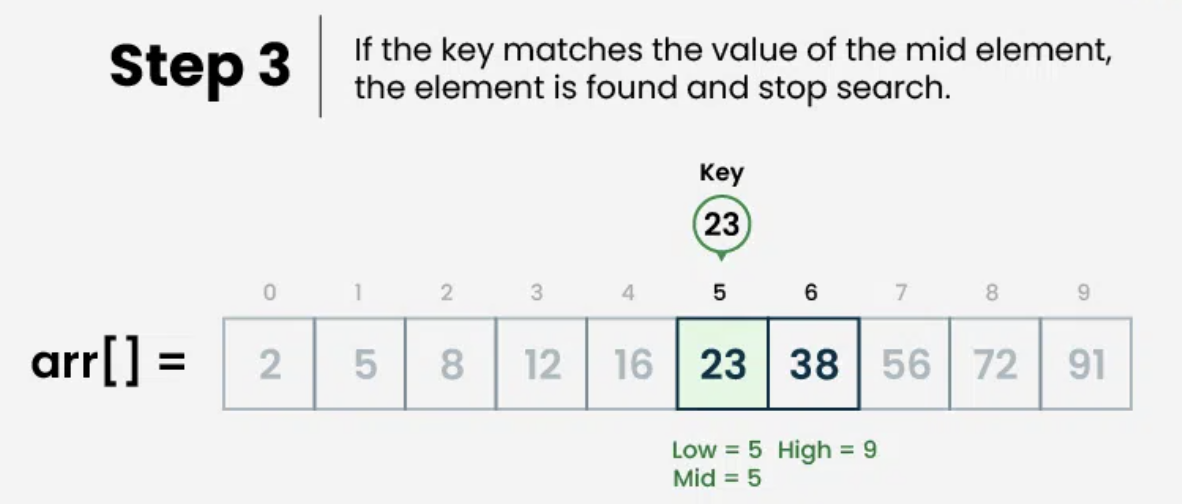 Step 3
If the key matches the value of the mid element,
the element is found and stop search.
Key
23
0 1 2 3 4 5 6 7 8 9
arr[] = 2 5 8 12 16 23 38 56 72 91
Low = 5 High = 9
Mid = 5